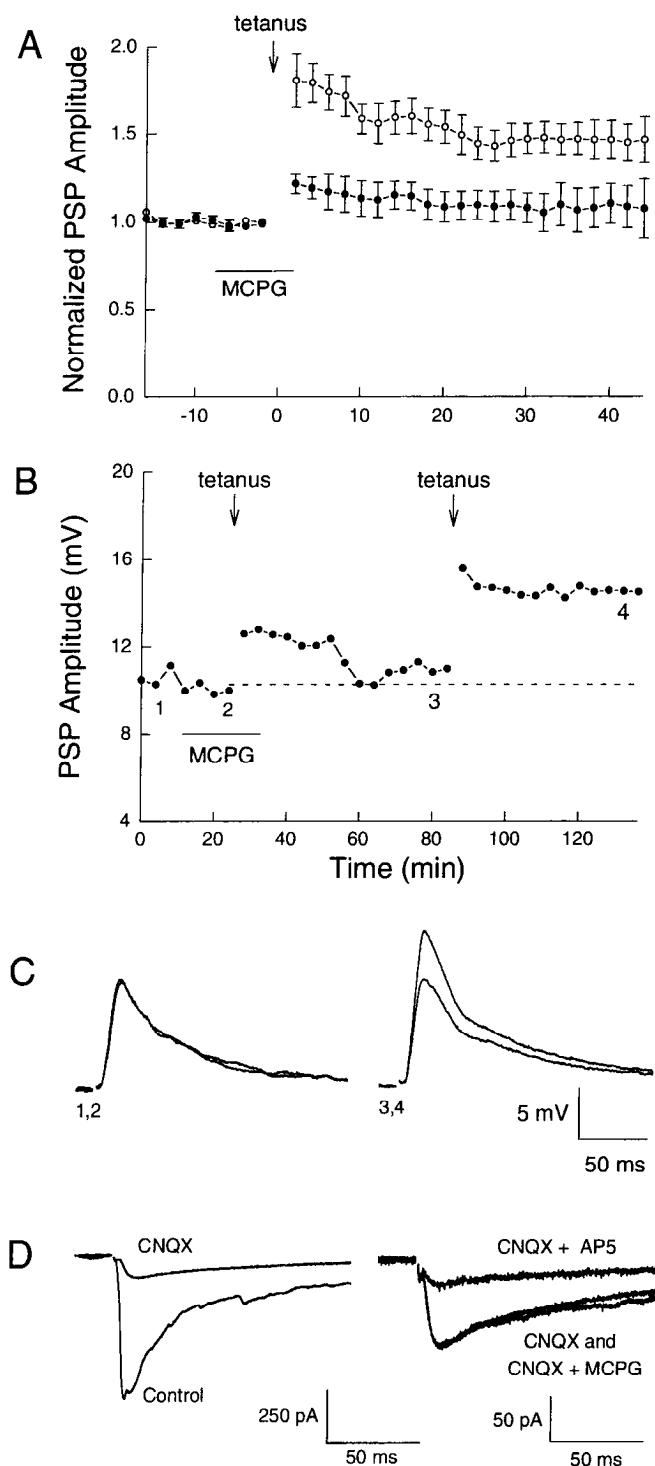 A
tetanus
Normalized PSP Amplitude
2.0
1.5
1.0
0.5
0.0
MCPG
-10 0 10 20 30 40
B
tetanus tetanus
PSP Amplitude (mV)
20
16
12
8
4
1 2 3 4
MCPG
0 20 40 60 80 100 120
Time (min)
C
1,2 3,4
5 mV
50 ms
D
CNQX
Control
250 pA
50 ms
CNQX + AP5
CNQX and
CNQX + MCPG
50 pA
50 ms